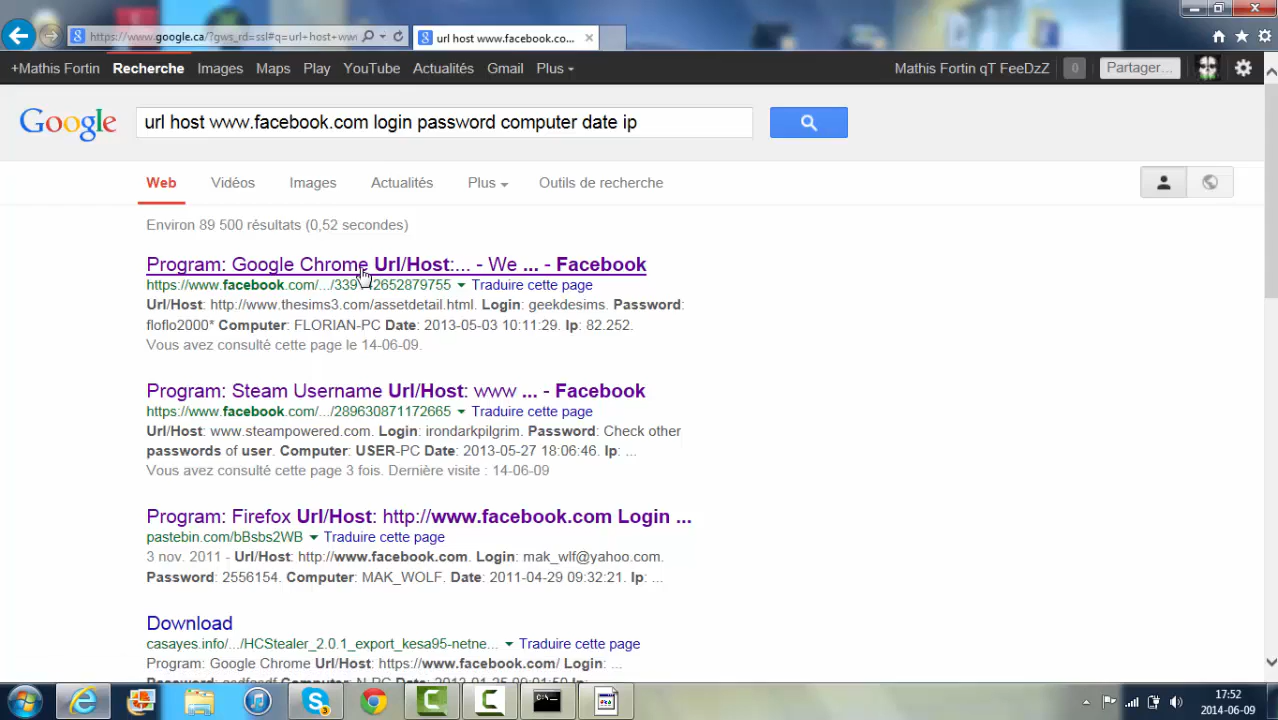 https://www.google.ca/?gws_rd=ssl#q=url+host+ww
url host www.facebook.co...
+Mathis Fortin Recherche Images Maps Play YouTube Actualités Gmail Plus
Mathis Fortin qT FeeDzZ 0 Partager...
Google
url host www.facebook.com login password computer date ip
Web Vidéos Images Actualités Plus Outils de recherche
Environ 89 500 résultats (0,52 secondes)
Program: Google Chrome Url/Host:... - We ... - Facebook
https://www.facebook.com/.../339 2652879755 Traduire cette page
Url/Host: http://www.thesims3.com/assetdetail.html. Login: geekdesims. Password:
floflo2000* Computer: FLORIAN-PC Date: 2013-05-03 10:11:29. Ip: 82.252.
Vous avez consulté cette page le 14-06-09.
Program: Steam Username Url/Host: www ... - Facebook
https://www.facebook.com/.../289630871172665 Traduire cette page
Url/Host: www.steampowered.com. Login: irondarkpilgrim. Password: Check other
passwords of user. Computer: USER-PC Date: 2013-05-27 18:06:46. Ip: ...
Vous avez consulté cette page 3 fois. Dernière visite : 14-06-09
Program: Firefox Url/Host: http://www.facebook.com Login ...
pastebin.com/bBsbs2WB Traduire cette page
3 nov. 2011 - Url/Host: http://www.facebook.com. Login: mak_wlf@yahoo.com.
Password: 2556154. Computer: MAK_WOLF. Date: 2011-04-29 09:32:21. Ip: ...
Download
casayes.info/.../HCStealer_2.0.1_export_kesa95-netne... Traduire cette page
Program: Google Chrome Url/Host: https://www.facebook.com/ Login: ...
17:52
2014-06-09